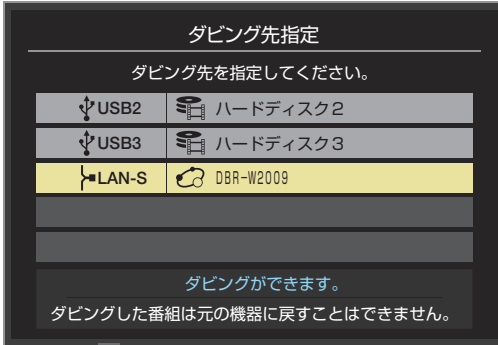 ダビング先指定
ダビング先を指定してください。
USB2 ハードディスク2
USB3 ハードディスク3
LAN-S DBR-W2009
ダビングができます。
ダビングした番組は元の機器に戻すことはできません。